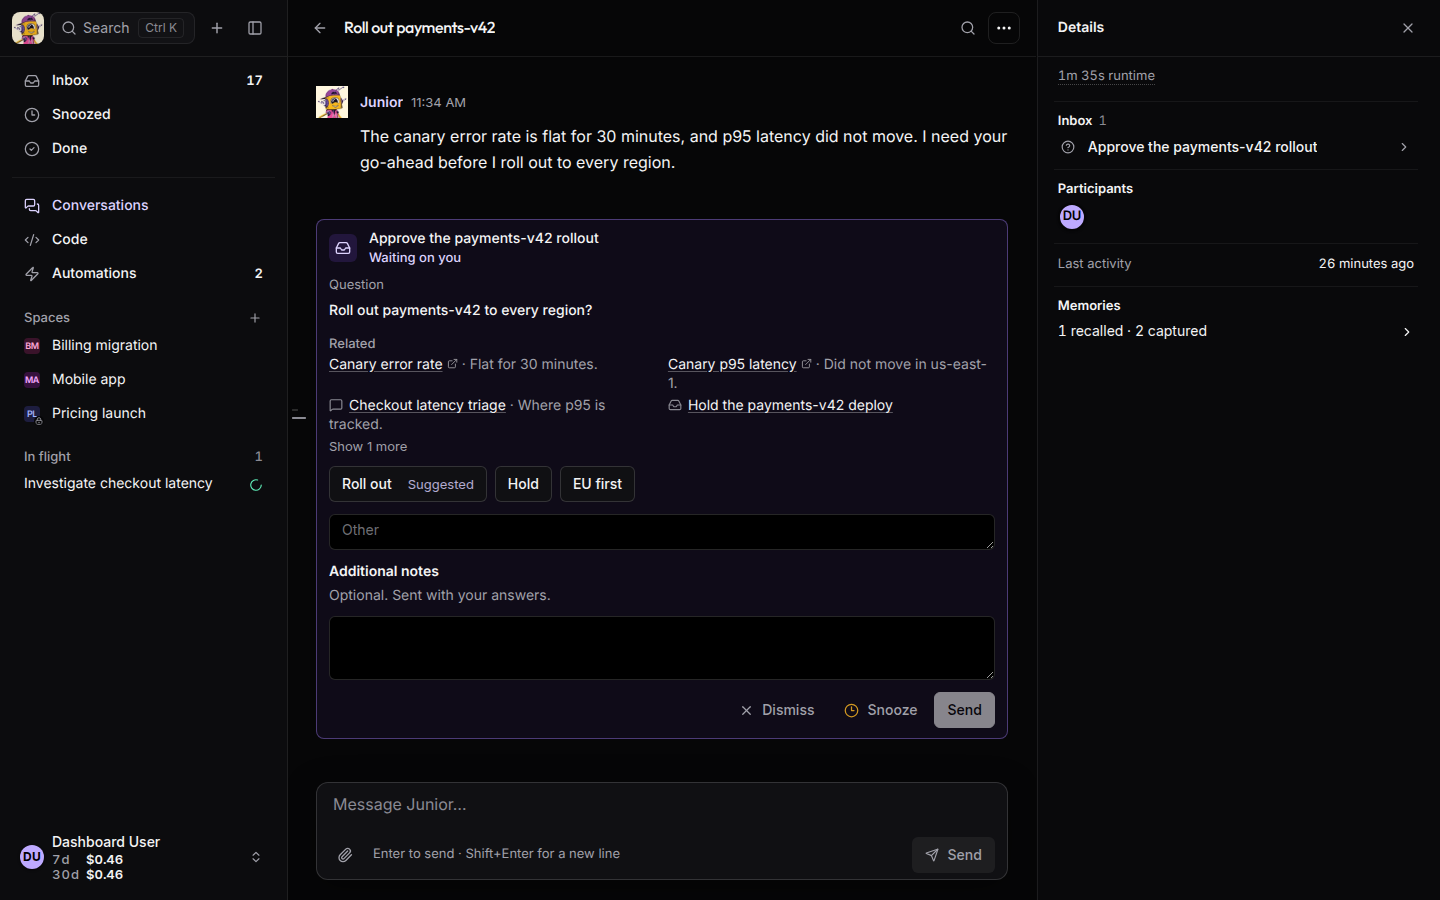 Search Ctrl K
Inbox 17
Snoozed
Done
Conversations
Code
Automations 2
Spaces
BM Billing migration
MA Mobile app
PL Pricing launch
In flight 1
Investigate checkout latency
DU Dashboard User
7d $0.46
30d $0.46
Roll out payments-v42
Junior 11:34 AM
The canary error rate is flat for 30 minutes, and p95 latency did not move. I need your
go-ahead before I roll out to every region.
Approve the payments-v42 rollout
Waiting on you
Question
Roll out payments-v42 to every region?
Related
Canary error rate · Flat for 30 minutes.
Canary p95 latency · Did not move in us-east-
1.
Checkout latency triage · Where p95 is
tracked.
Hold the payments-v42 deploy
Show 1 more
Roll out Suggested
Hold
EU first
Other
Additional notes
Optional. Sent with your answers.
Dismiss
Snooze
Send
Message Junior...
Enter to send · Shift+Enter for a new line
Send
Details
1m 35s runtime
Inbox 1
Approve the payments-v42 rollout
Participants
DU
Last activity 26 minutes ago
Memories
1 recalled · 2 captured